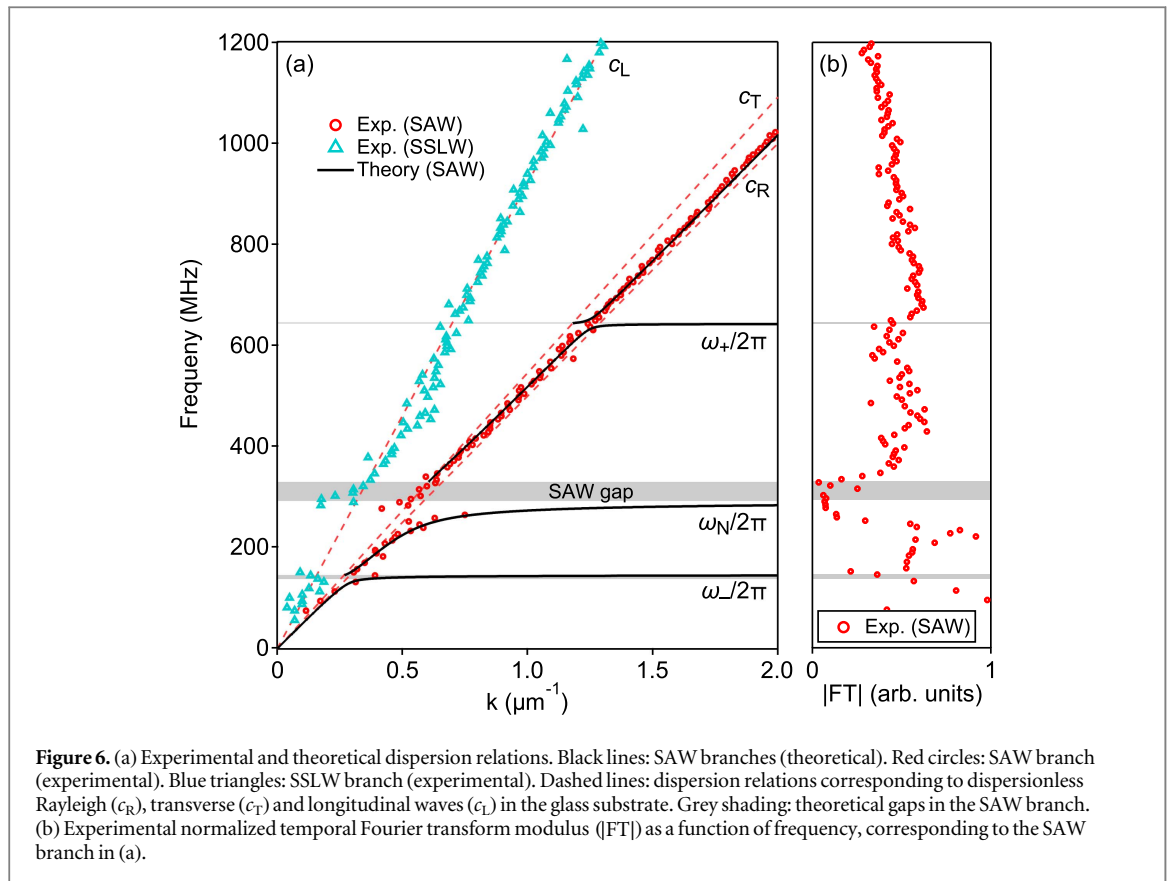 (a)
(b)
1200
1000
800
600
400
200
0
Frequeny (MHz)
Exp. (SAW)
Exp. (SSLW)
Theory (SAW)
cL
cT
cR
ω+/2π
SAW gap
ωN/2π
ω–/2π
0 0.5 1.0 1.5 2.0
k (µm-1)
Exp. (SAW)
0 1
|FT| (arb. units)
Figure 6. (a) Experimental and theoretical dispersion relations. Black lines: SAW branches (theoretical). Red circles: SAW branch
(experimental). Blue triangles: SSLW branch (experimental). Dashed lines: dispersion relations corresponding to dispersionless
Rayleigh (cR), transverse (cT) and longitudinal waves (cL) in the glass substrate. Grey shading: theoretical gaps in the SAW branch.
(b) Experimental normalized temporal Fourier transform modulus (|FT|) as a function of frequency, corresponding to the SAW
branch in (a).